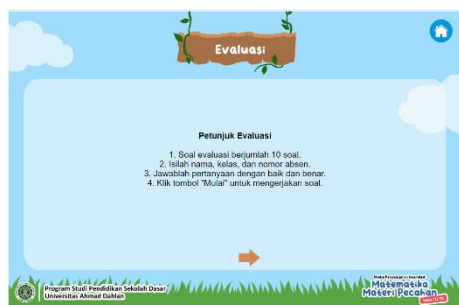 Evaluasi
Petunjuk Evaluasi
1. Soal evaluasi berjumlah 10 soal.
2. Isilah nama, kelas, dan nomor absen.
3. Jawablah pertanyaan dengan baik dan benar.
4. Klik tombol "Mulai" untuk mengerjakan soal.
Program Studi Pendidikan Sekolah Dasar
Universitas Ahmad Dahlan
Matematika
Materi Pecahan